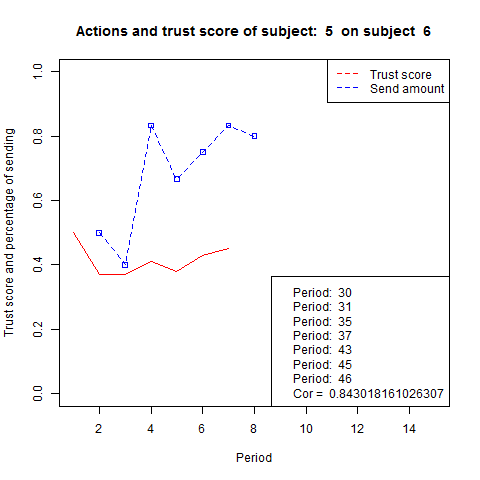 Actions and trust score of subject:  5  on subject  6
Trust score and percentage of sending
1.0
0.8
0.6
0.4
0.2
0.0
Trust score
Send amount
Period:  30
Period:  31
Period:  35
Period:  37
Period:  43
Period:  45
Period:  46
Cor =  0.843018161026307
2 4 6 8 10 12 14
Period